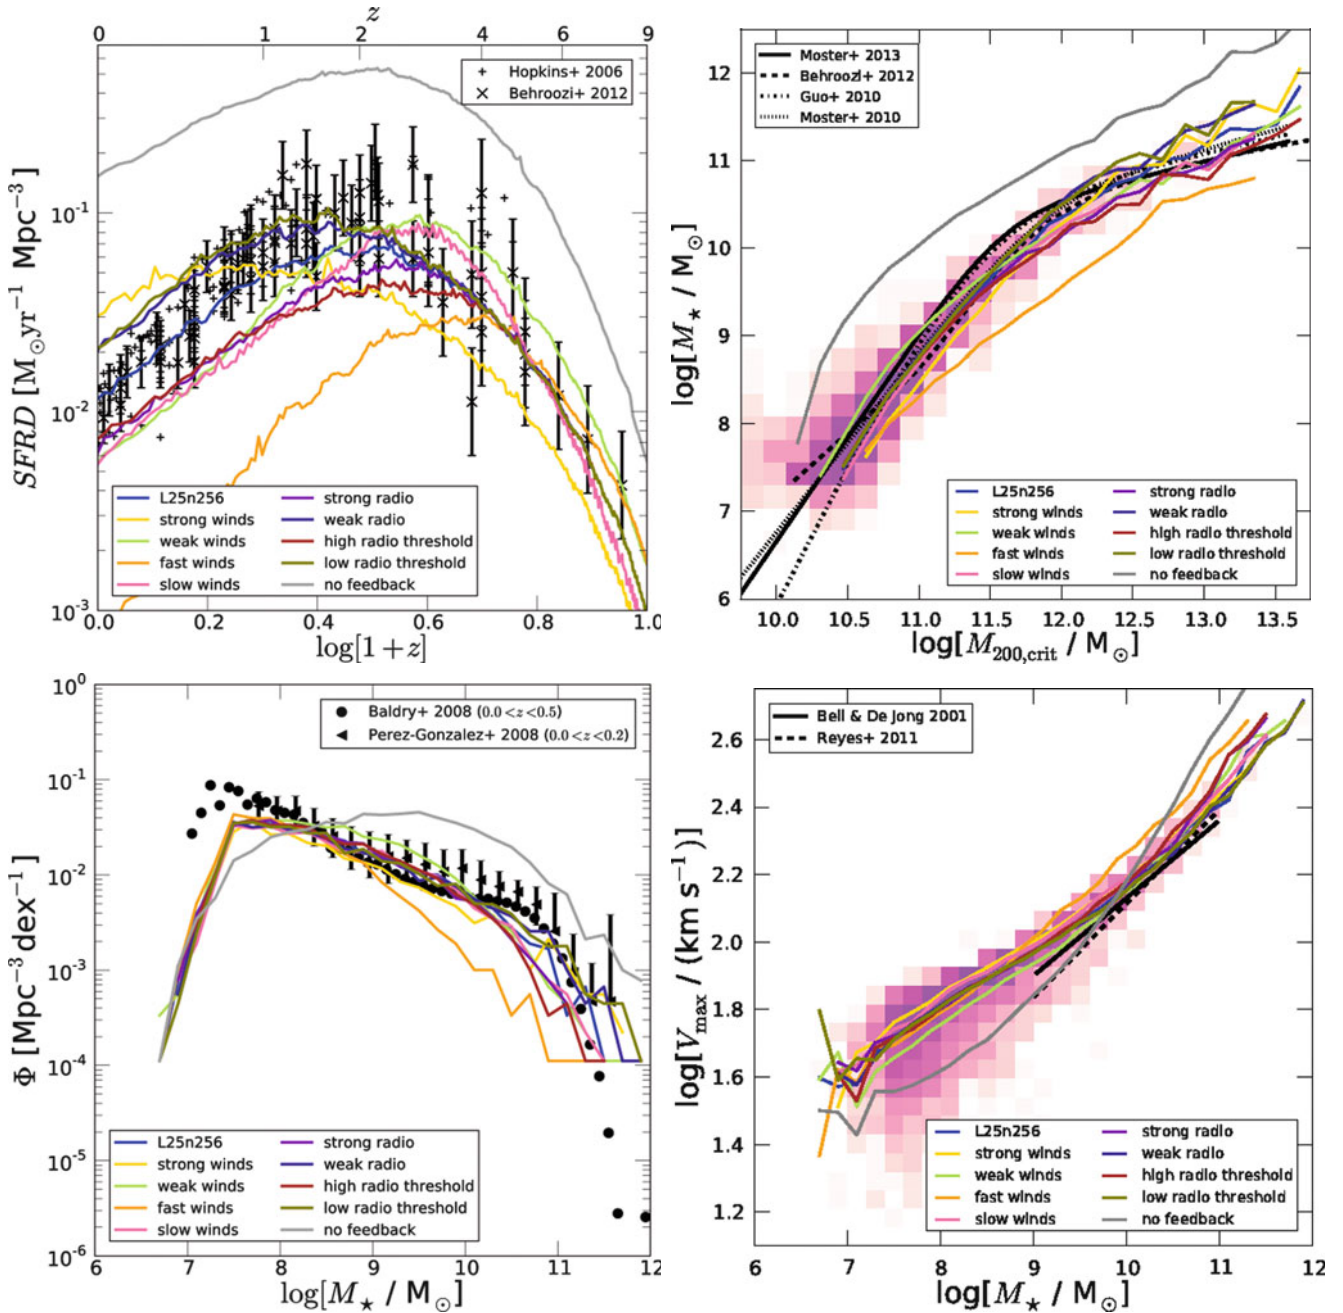 z
0 1 2 4 6 9
Hopkins+ 2006
Behroozi+ 2012
SFRD [M⊙yr⁻¹ Mpc⁻³]
10⁻¹
10⁻²
10⁻³
L25n256
strong winds
weak winds
fast winds
slow winds
strong radio
weak radio
high radio threshold
low radio threshold
no feedback
0.0 0.2 0.4 0.6 0.8 1.0
log[1+z]
Moster+ 2013
Behroozi+ 2012
Guo+ 2010
Moster+ 2010
log[M⋆ / M⊙]
12
11
10
9
8
7
6
L25n256
strong winds
weak winds
fast winds
slow winds
strong radio
weak radio
high radio threshold
low radio threshold
no feedback
10.0 10.5 11.0 11.5 12.0 12.5 13.0 13.5
log[M200,crit / M⊙]
Baldry+ 2008 (0.0<z<0.5)
Perez-Gonzalez+ 2008 (0.0<z<0.2)
Φ [Mpc⁻³ dex⁻¹]
10⁰
10⁻¹
10⁻²
10⁻³
10⁻⁴
10⁻⁵
10⁻⁶
L25n256
strong winds
weak winds
fast winds
slow winds
strong radio
weak radio
high radio threshold
low radio threshold
no feedback
6 7 8 9 10 11 12
log[M⋆ / M⊙]
Bell & De Jong 2001
Reyes+ 2011
log[Vmax / (km s⁻¹)]
2.6
2.4
2.2
2.0
1.8
1.6
1.4
1.2
L25n256
strong winds
weak winds
fast winds
slow winds
strong radio
weak radio
high radio threshold
low radio threshold
no feedback
6 7 8 9 10 11 12
log[M⋆ / M⊙]